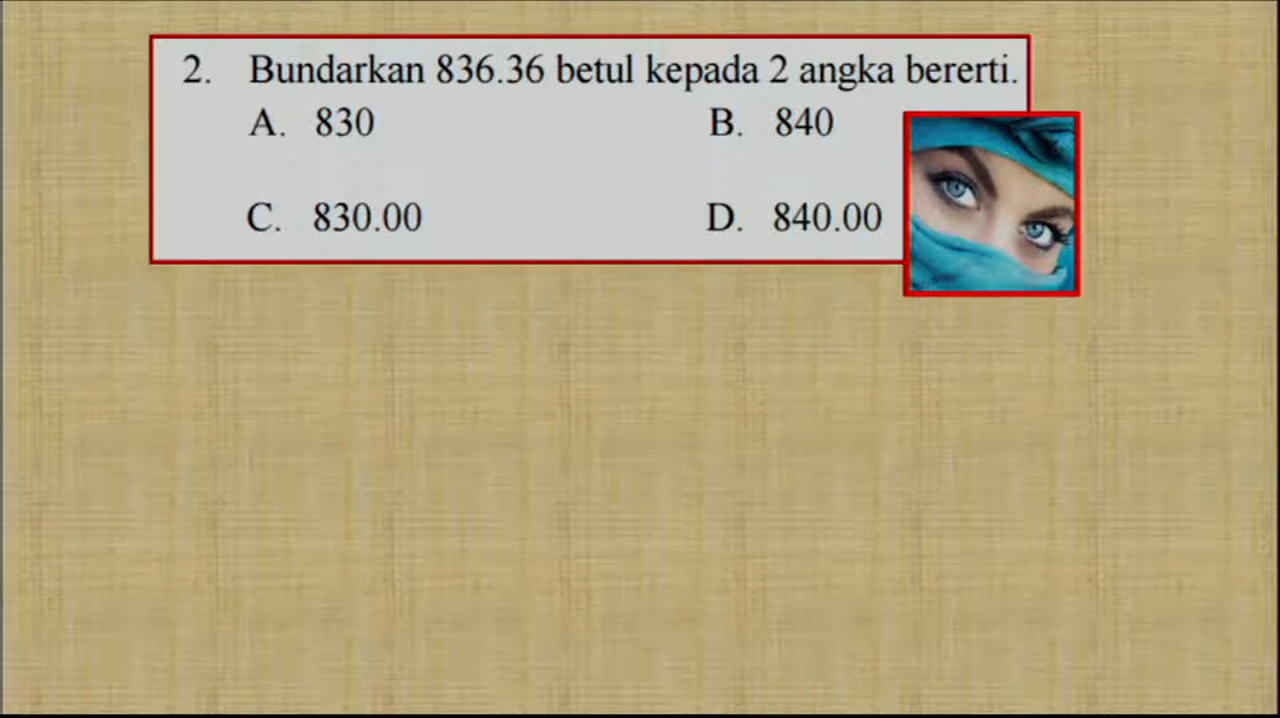 2. Bundarkan 836.36 betul kepada 2 angka bererti.
A. 830 B. 840
C. 830.00 D. 840.00